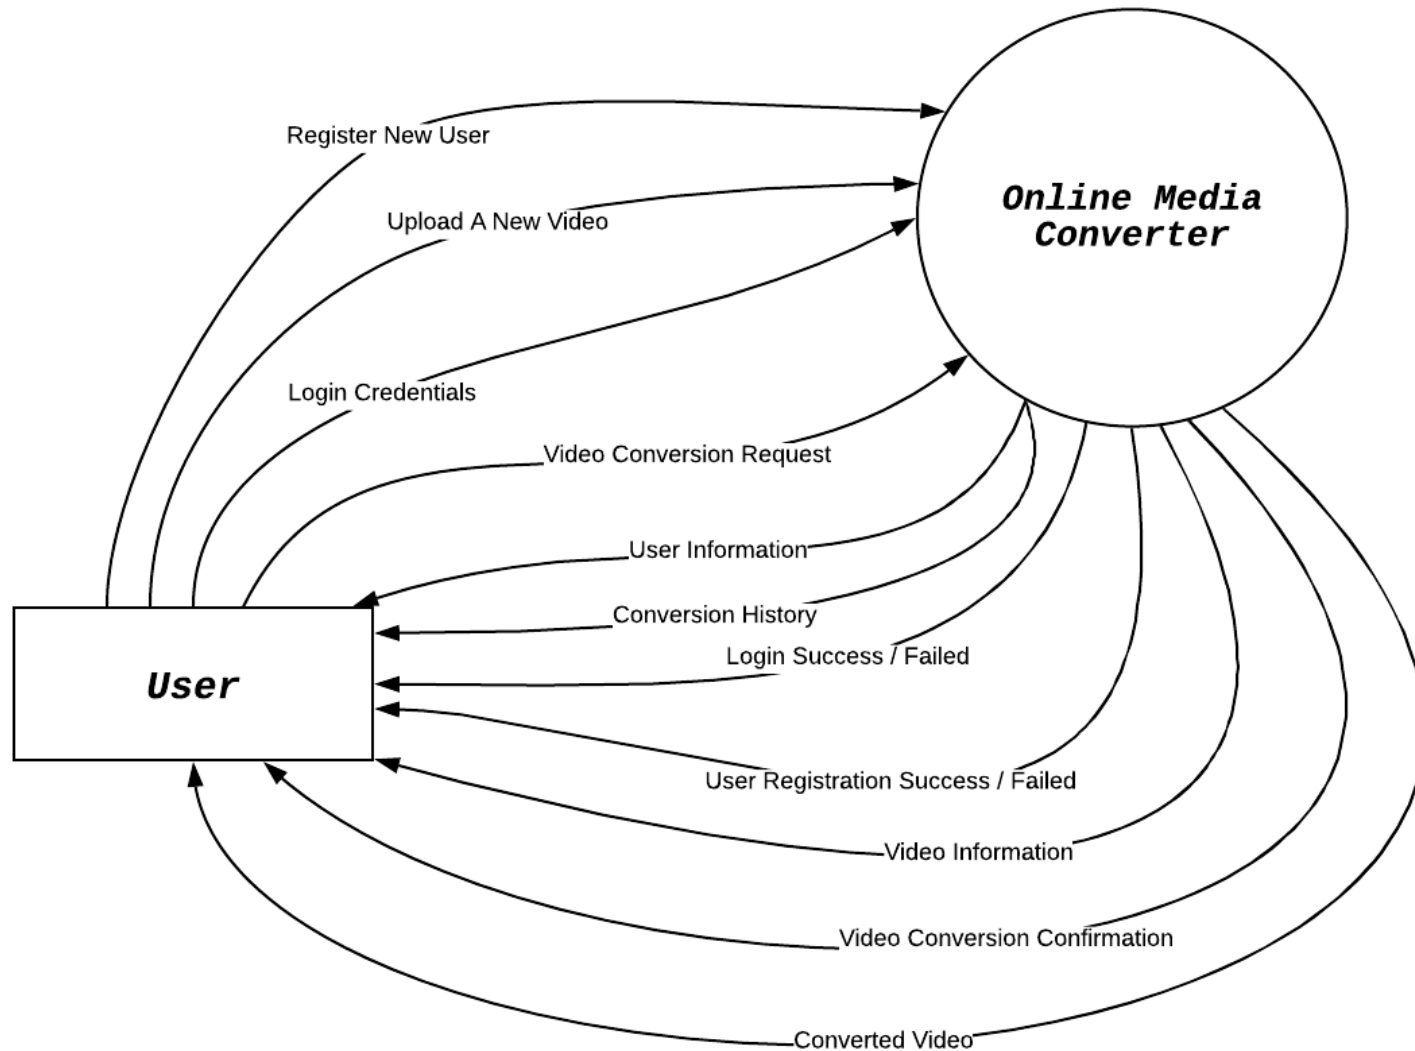 Register New User
Online Media
Converter
Upload A New Video
Login Credentials
Video Conversion Request
User Information
Conversion History
Login Success / Failed
User
User Registration Success / Failed
Video Information
Video Conversion Confirmation
Converted Video